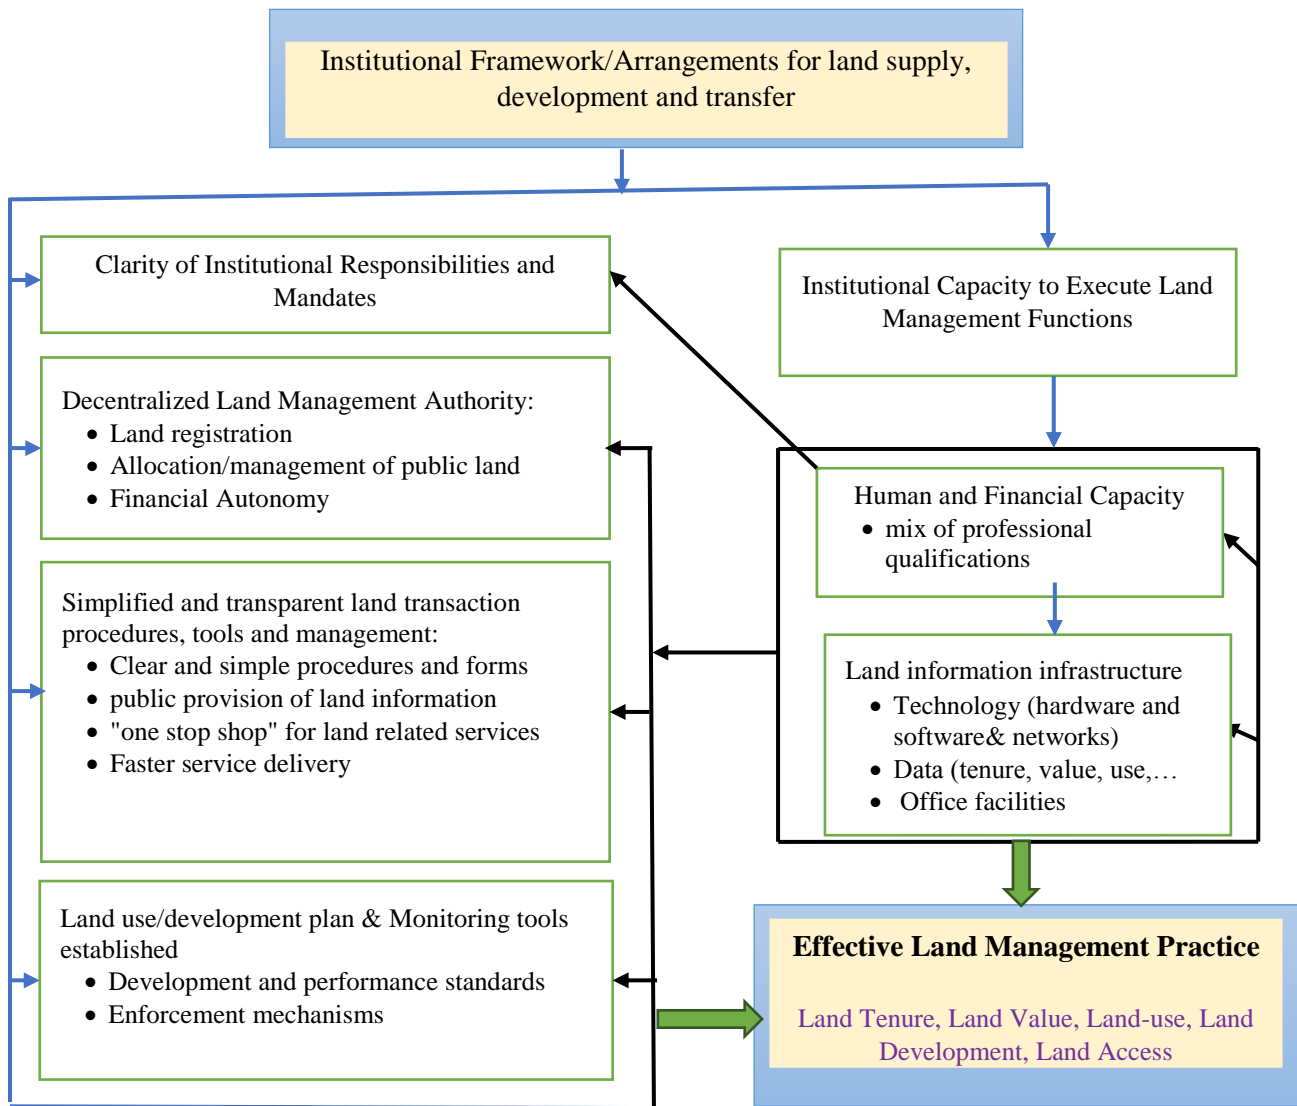 Institutional Framework/Arrangements for land supply,
development and transfer
Clarity of Institutional Responsibilities and
Mandates
Institutional Capacity to Execute Land
Management Functions
Decentralized Land Management Authority:
• Land registration
• Allocation/management of public land
• Financial Autonomy
Human and Financial Capacity
• mix of professional
qualifications
Simplified and transparent land transaction
procedures, tools and management:
• Clear and simple procedures and forms
• public provision of land information
• "one stop shop" for land related services
• Faster service delivery
Land information infrastructure
• Technology (hardware and
software& networks)
• Data (tenure, value, use,…
• Office facilities
Land use/development plan & Monitoring tools
established
• Development and performance standards
• Enforcement mechanisms
Effective Land Management Practice
Land Tenure, Land Value, Land-use, Land
Development, Land Access